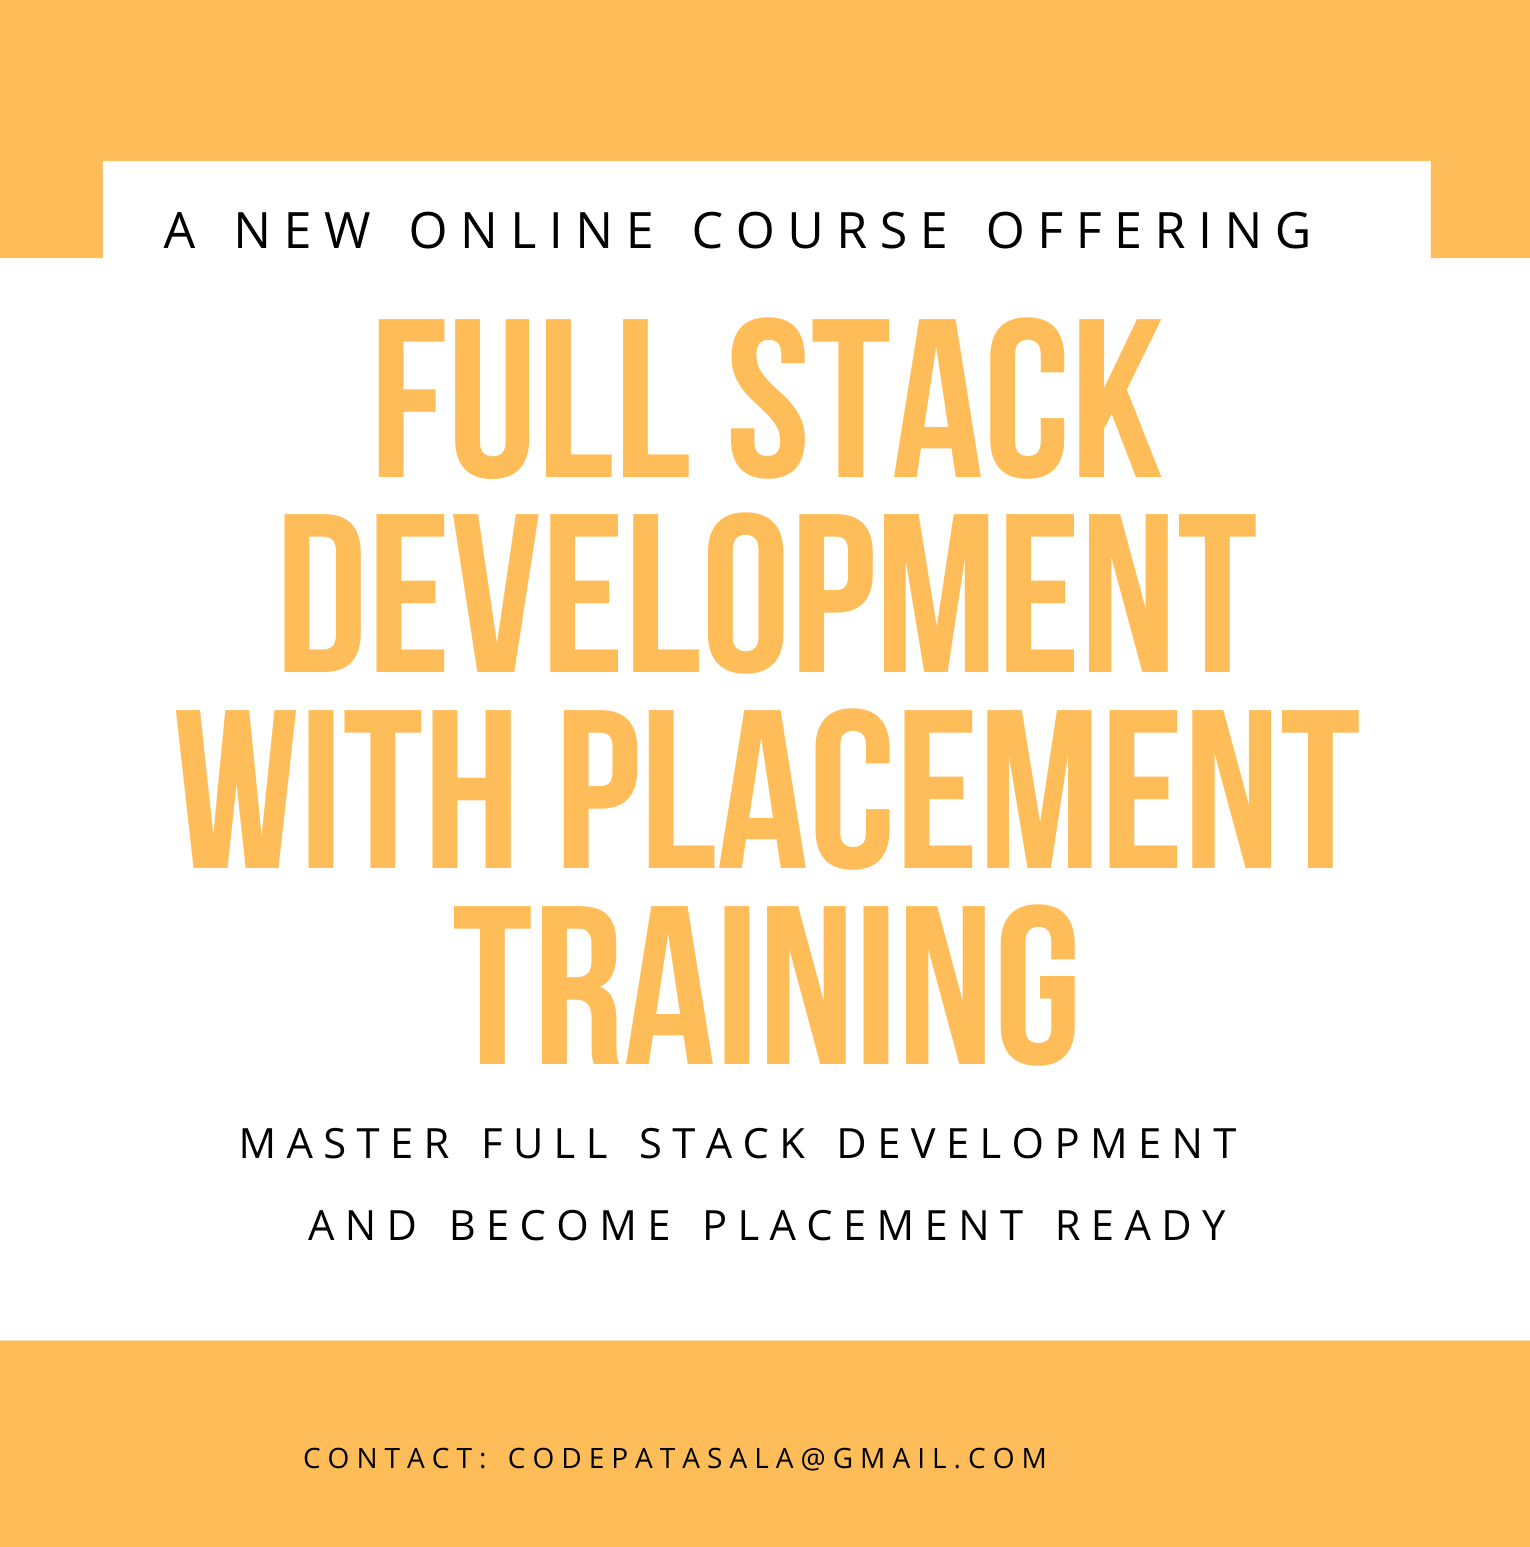 A NEW ONLINE COURSE OFFERING
FULL STACK
DEVELOPMENT
WITH PLACEMENT
TRAINING
MASTER FULL STACK DEVELOPMENT
AND BECOME PLACEMENT READY
CONTACT: CODEPATASALA@GMAIL.COM